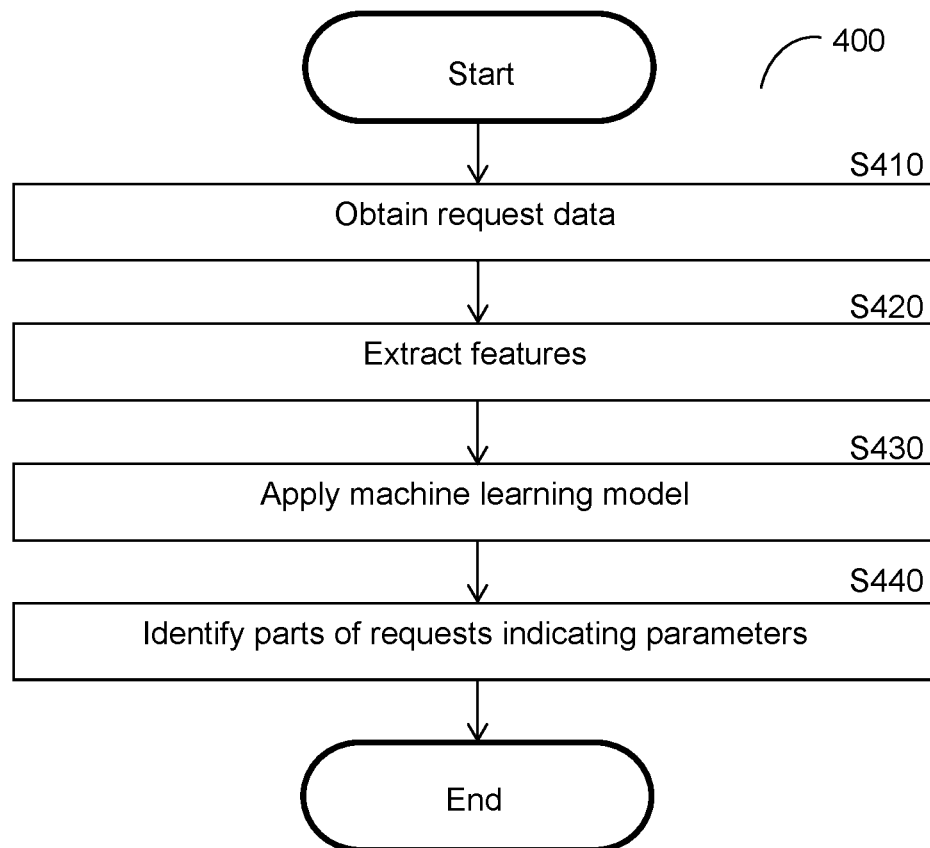 Start
400
S410
Obtain request data
S420
Extract features
S430
Apply machine learning model
S440
Identify parts of requests indicating parameters
End